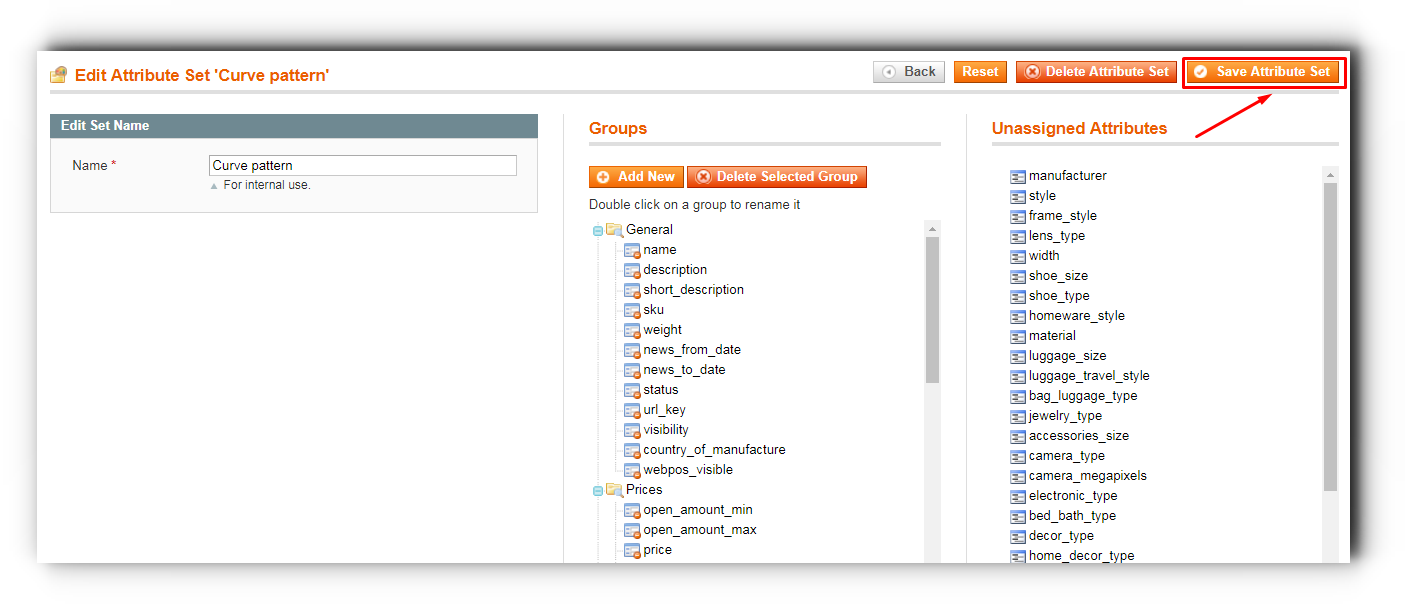 Edit Attribute Set 'Curve pattern'
Back
Reset
Delete Attribute Set
Save Attribute Set
Edit Set Name
Name *
Curve pattern
For internal use.
Groups
Add New
Delete Selected Group
Double click on a group to rename it
General
name
description
short_description
sku
weight
news_from_date
news_to_date
status
url_key
visibility
country_of_manufacture
webpos_visible
Prices
open_amount_min
open_amount_max
price
Unassigned Attributes
manufacturer
style
frame_style
lens_type
width
shoe_size
shoe_type
homeware_style
material
luggage_size
luggage_travel_style
bag_luggage_type
jewelry_type
accessories_size
camera_type
camera_megapixels
electronic_type
bed_bath_type
decor_type
home_decor_type